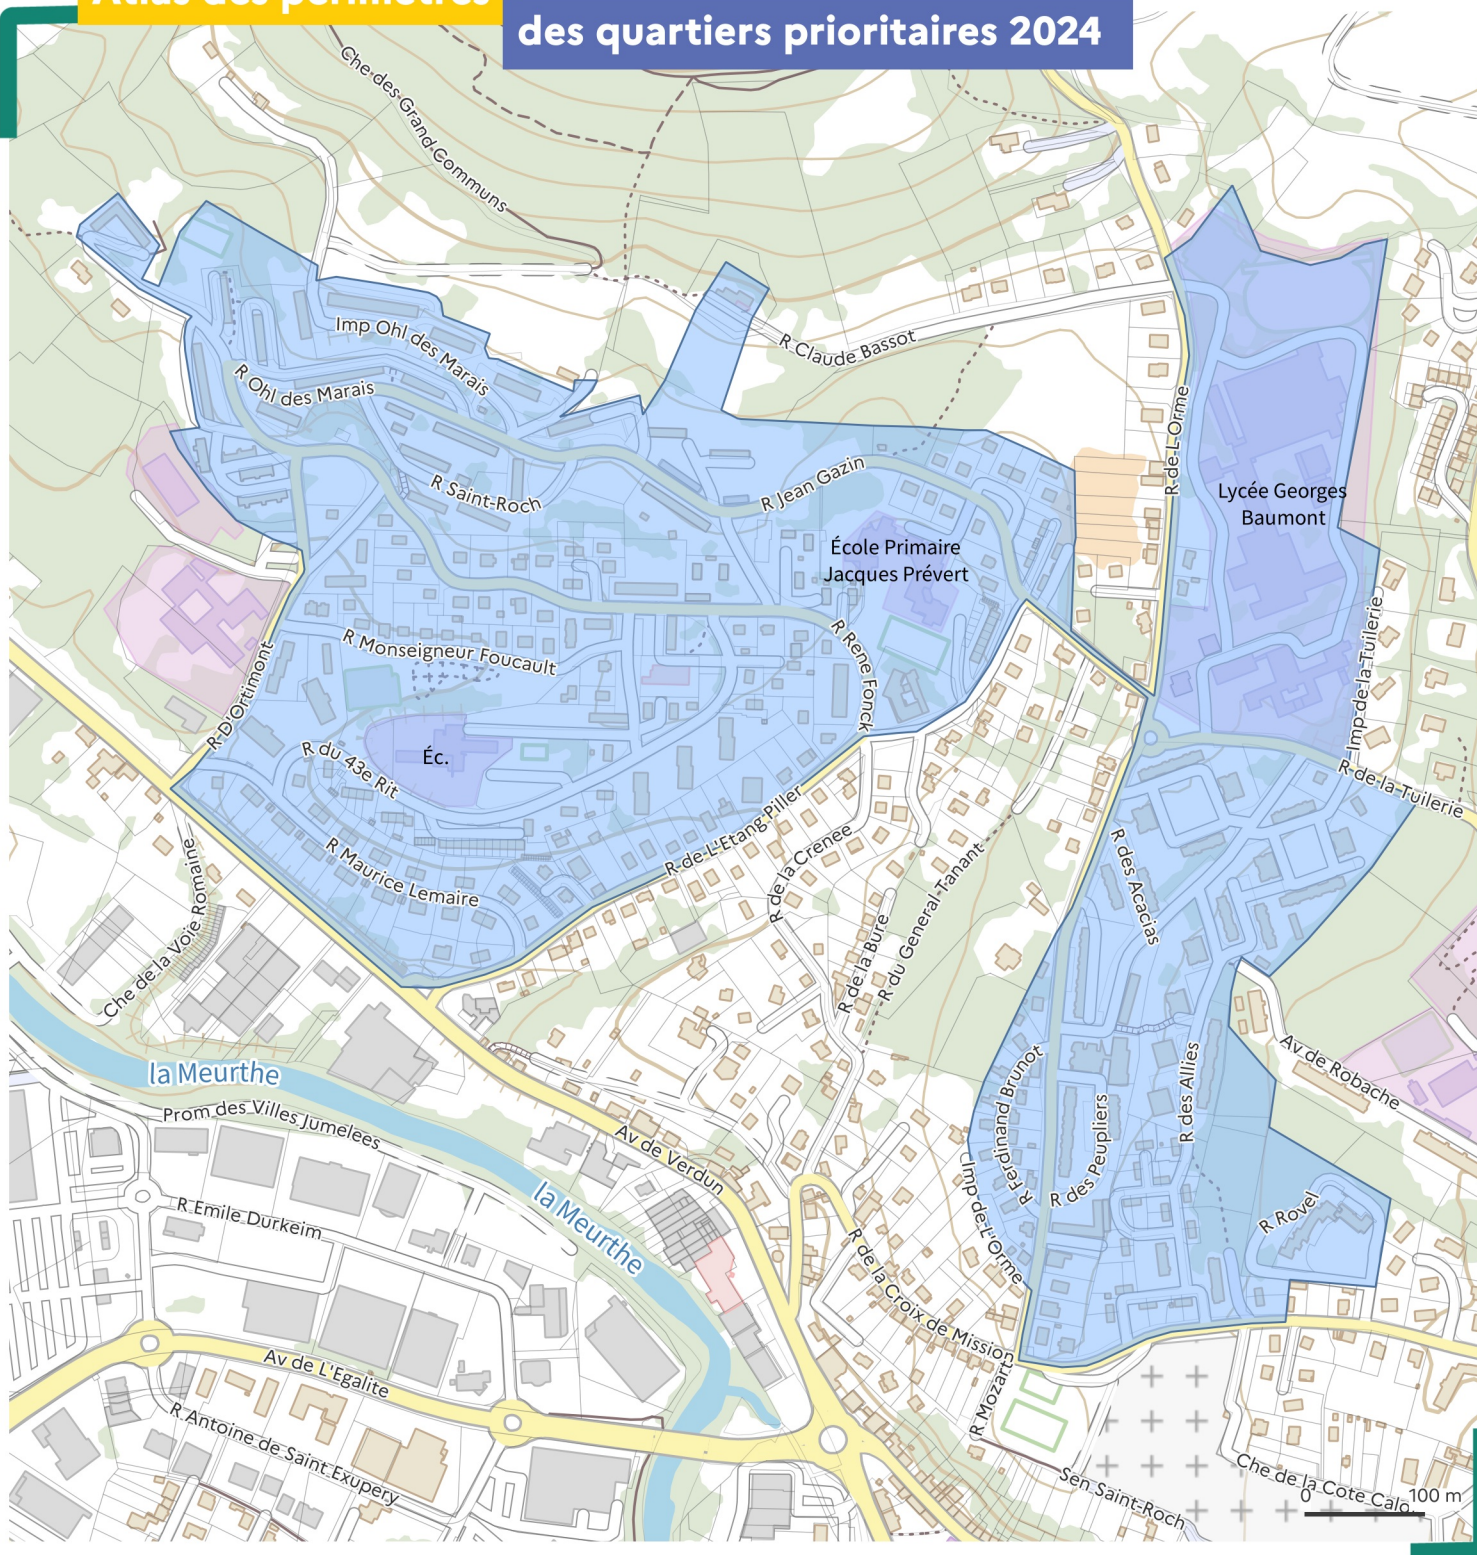 Atlas des périmètres
des quartiers prioritaires 2024
Che des Grand Communs
Imp Ohl des Marais
R Ohl des Marais
R Claude Bassot
R de L'Orme
R Saint-Roch
R Jean Gazin
Lycée Georges
Baumont
École Primaire
Jacques Prévert
R Monseigneur Foucault
R Rene Fonck
R D'Ortimont
Imp de la Tuilerie
R du 43e Rit
Éc.
R de la Tuilerie
R Maurice Lemaire
R de L'Etang Piller
R de la Crenee
R des Acacias
Che de la Voie Romaine
R de la Bure
R du General Tanant
Av de Robache
la Meurthe
R Ferdinand Brunot
R des Allies
R des Peupliers
Prom des Villes Jumelees
Av de Verdun
la Meurthe
Imp de L'Orme
R Rovel
R Emile Durkeim
R de la Croix de Mission
Av de L'Egalite
R Mozart
R Antoine de Saint Exupery
Sen Saint-Roch
Che de la Cote Calo
0 100 m